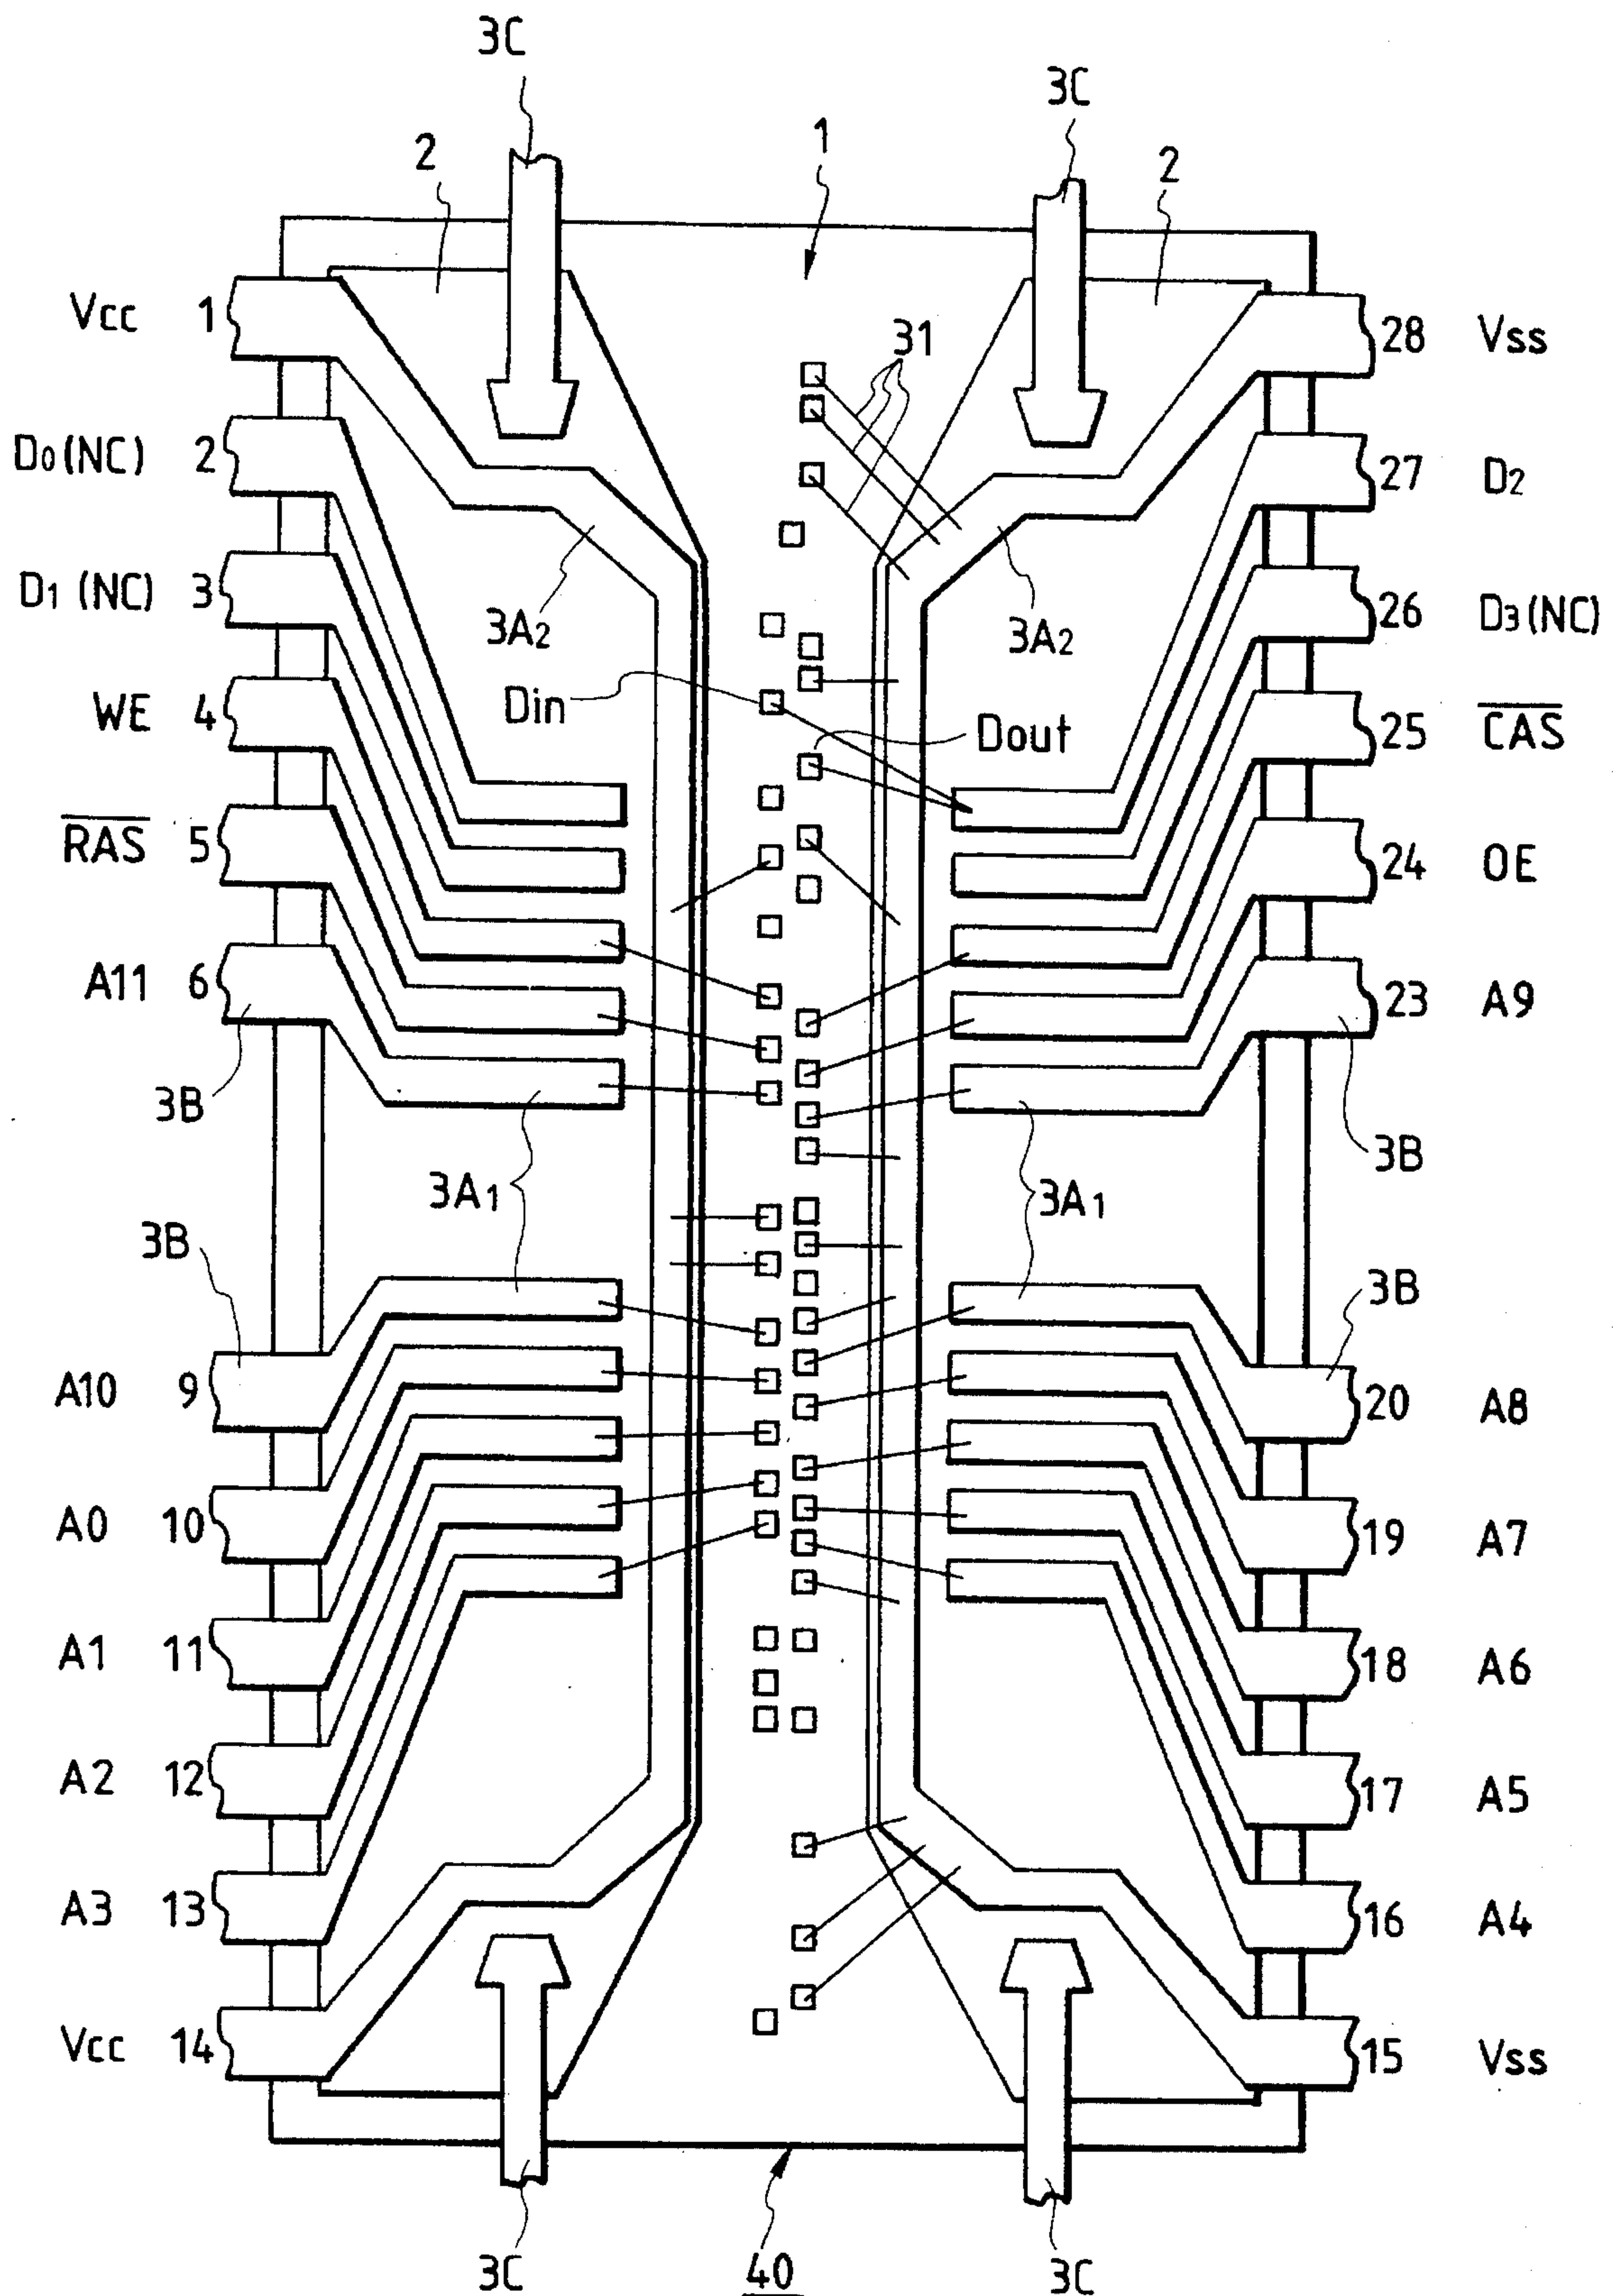 3C
3C
1
2
2
31
Vcc 1
28 Vss
D0 (NC) 2
27 D2
D1 (NC) 3
26 D3 (NC)
3A2
3A2
WE 4
Din
Dout
25 C̅A̅S̅
R̅A̅S̅ 5
24 OE
A11 6
23 A9
3B
3B
3A1
3A1
3B
3B
A10 9
20 A8
A0 10
19 A7
A1 11
18 A6
A2 12
17 A5
A3 13
16 A4
Vcc 14
15 Vss
3C
40
3C